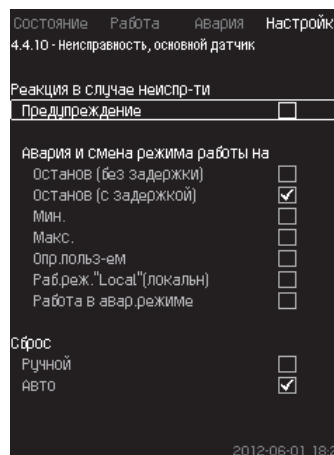 Состояние Работа Авария Настройк
4.4.10 - Неисправность, основной датчик
Реакция в случае неиспр-ти
Предупреждение
Авария и смена режима работы на
Останов (без задержки)
Останов (с задержкой)
Мин.
Макс.
Опр.польз-ем
Раб.реж."Local"(локальн)
Работа в авар.режиме
Сброс
Ручной
Авто
2012-06-01 18:2